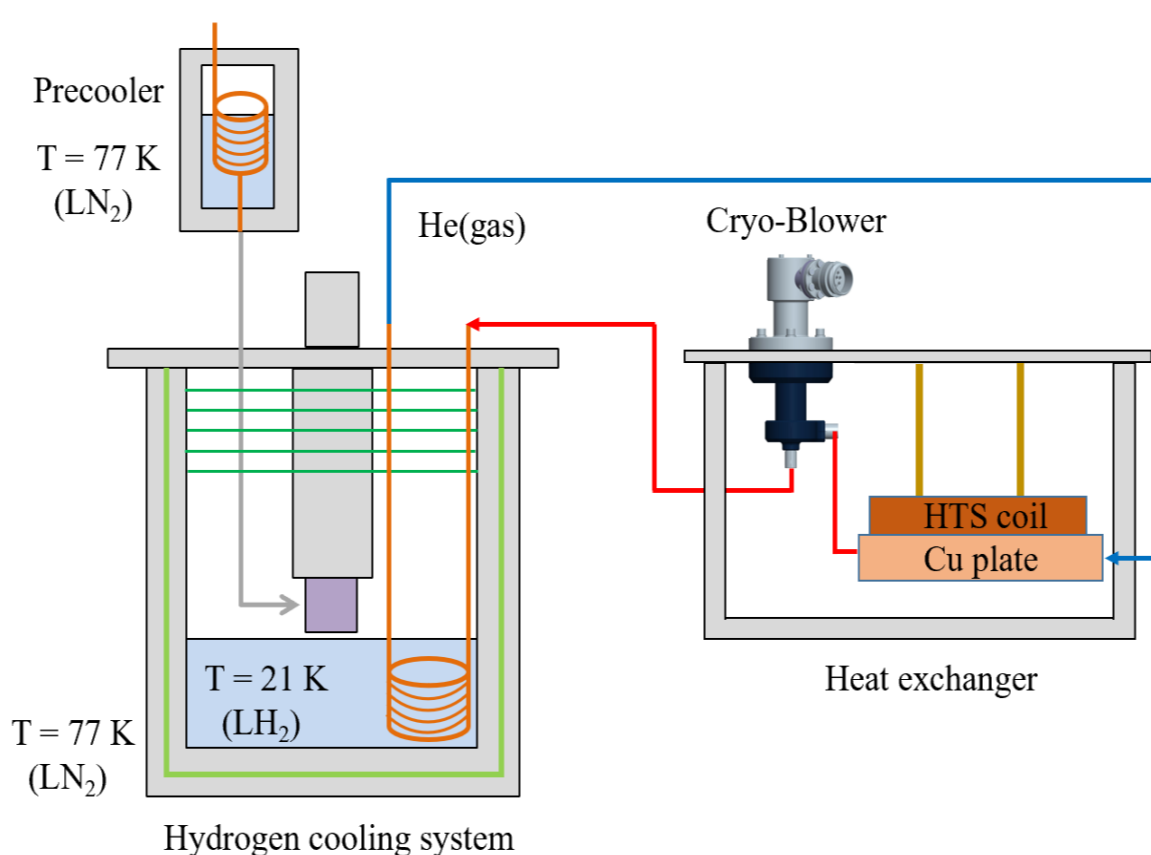 Precooler
T = 77 K
(LN₂)
He(gas)
Cryo-Blower
HTS coil
Cu plate
T = 21 K
(LH₂)
Heat exchanger
T = 77 K
(LN₂)
Hydrogen cooling system